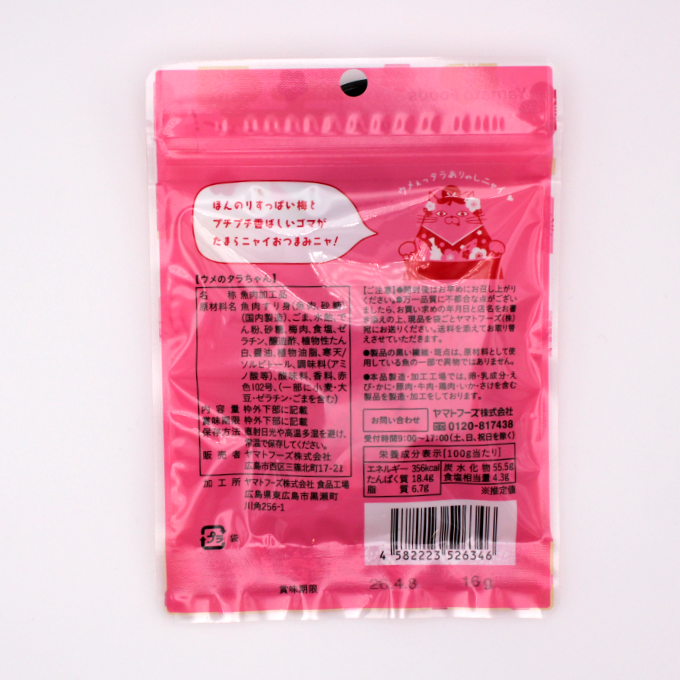 ウメぇっタラありゃしニャイ
ほんのりすっぱい梅と
プチプチ香ばしいゴマが
たまらニャイおつまみニャ!
【ウメのタラちゃん】
名称 魚肉加工品
原材料名 魚肉すり身(魚肉、砂糖)
(国内製造)、ごま、水飴、で
ん粉、砂糖、梅肉、食塩、ゼ
ラチン、醸造酢、植物性たん
白、醤油、植物油脂、寒天/
ソルビトール、調味料(アミ
ノ酸等)、酸味料、香料、赤
色102号、(一部に小麦・大
豆・ゼラチン・ごまを含む)
内容量 枠外下部に記載
賞味期限 枠外下部に記載
保存方法 直射日光や高温多湿を避け、
常温で保存してください。
販売者 ヤマトフーズ株式会社
広島市西区三篠北町17-2
加工所 ヤマトフーズ株式会社 食品工場
広島県東広島市黒瀬町
川角256-1
プラ 袋
【ご注意】●開封後はお早めにお召し上がり
ください。●万一品質に不都合な点がござい
ましたら、お買い求めの年月日と店名をお書
き添えの上、現品を袋ごとヤマトフーズ(株)
宛にお送りください。送料を添えてお取り替
えさせていただきます。
●製品の黒い繊維・斑点は、原材料として使
用している魚の一部で異物ではありません。
●本品製造・加工工場では、卵・乳成分・え
び・かに・豚肉・牛肉・鶏肉・いか・さけを含む
製品を製造・加工をしております。
お問い合わせ
ヤマトフーズ株式会社
0120-817438
受付時間9:00〜17:00(土、日、祝日を除く)
栄養成分表示[100g当たり]
エネルギー 356kcal 炭水化物 55.5g
たんぱく質 18.4g 食塩相当量 4.3g
脂質 6.7g ※推定値
4 582223 526346
賞味期限 26.4.8 16g